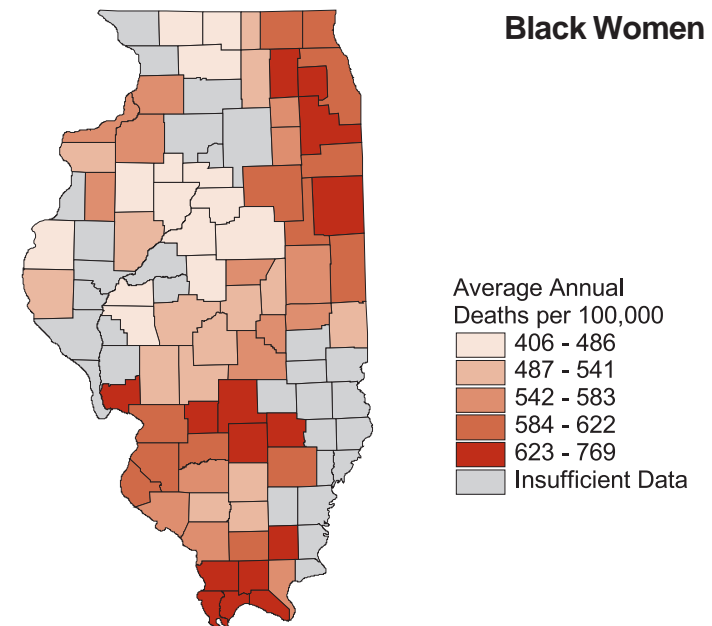 Black Women
Average Annual
Deaths per 100,000
406 - 486
487 - 541
542 - 583
584 - 622
623 - 769
Insufficient Data